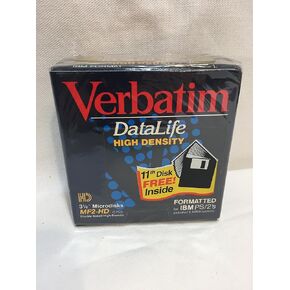 Verbatim
DataLife
HIGH DENSITY
11th Disk
FREE!
Inside
HD
3½" Microdisks
MF2-HD
FORMATTED
for IBM PS/2's